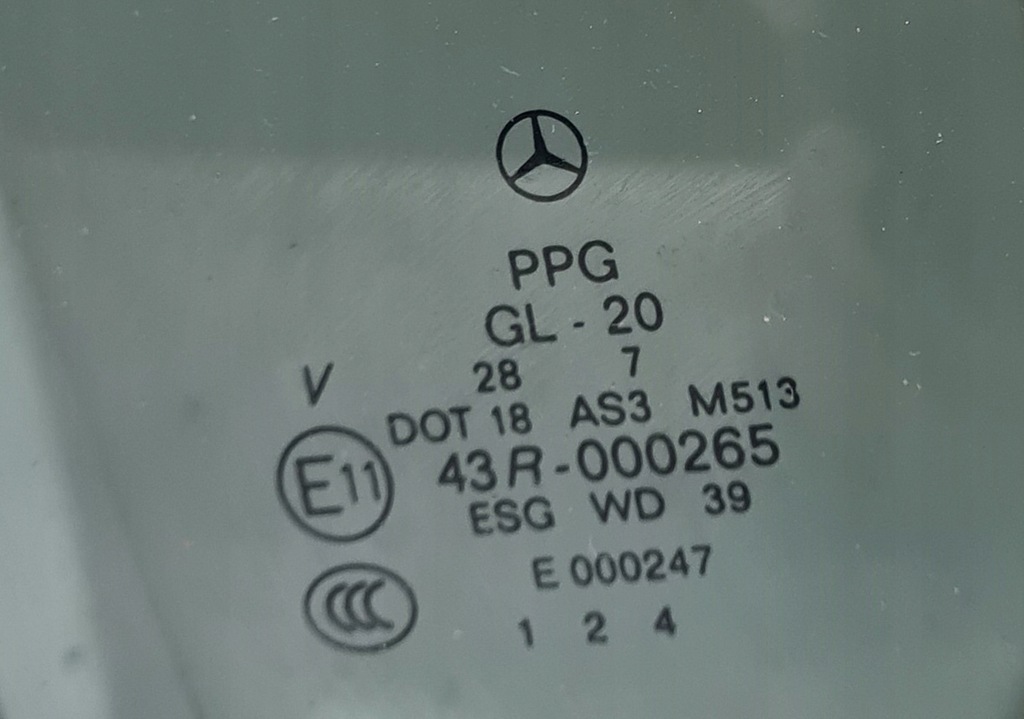 PPG
GL - 20
28 7
V
DOT 18 AS3 M513
E11 43R-000265
ESG WD 39
E 000247
CCC
1 2 4